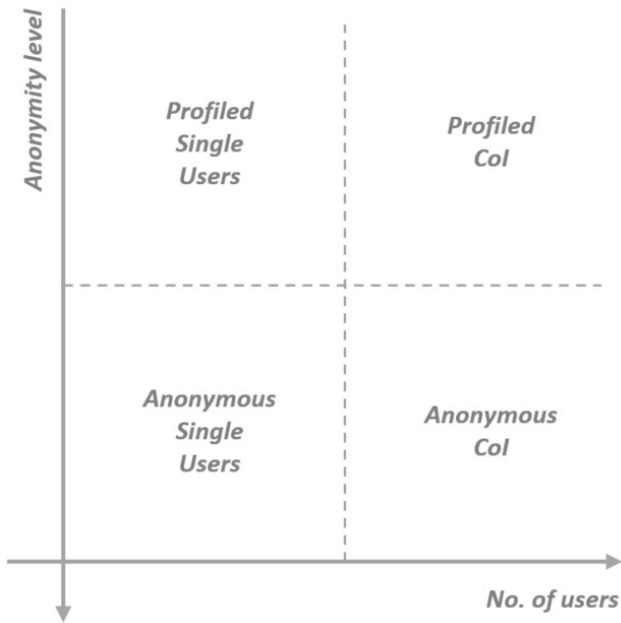 Anonymity level
Profiled
Single
Users
Profiled
CoI
Anonymous
Single
Users
Anonymous
CoI
No. of users